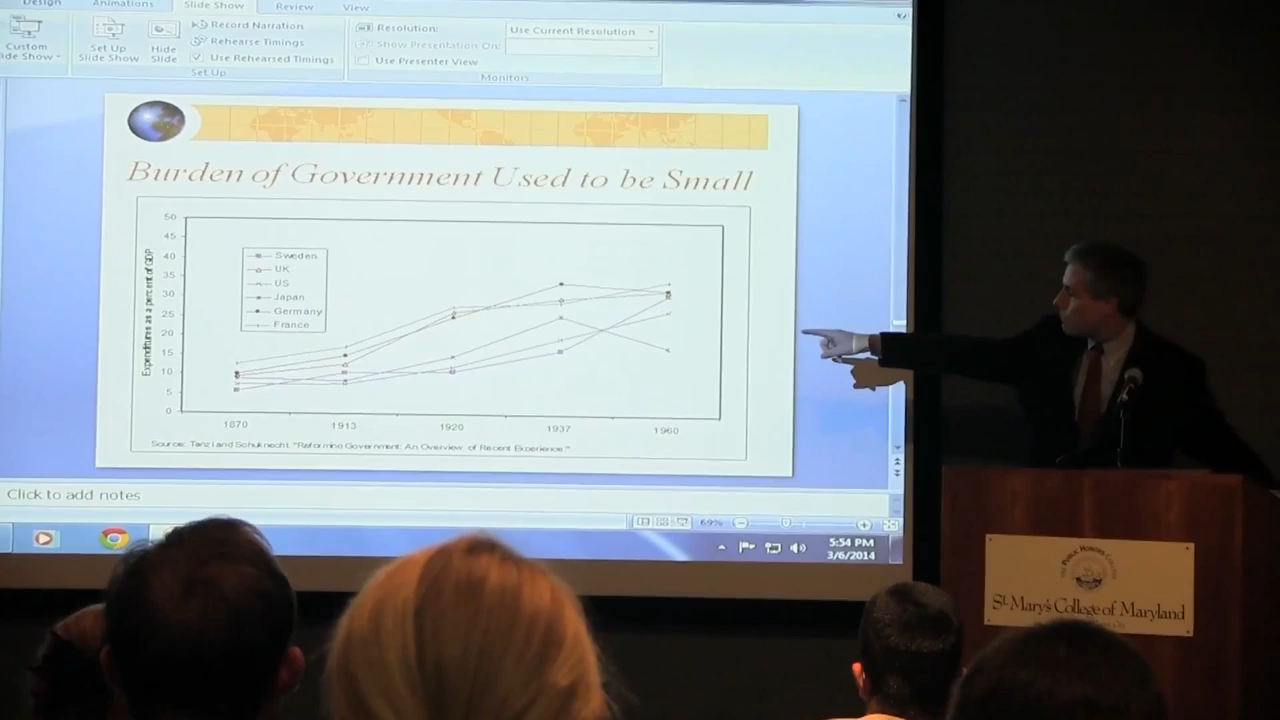 Design Animations Slide Show Review View
Custom
Slide Show
Set Up
Slide Show
Hide
Slide
Record Narration
Rehearse Timings
Use Rehearsed Timings
Set Up
Resolution: Use Current Resolution
Show Presentation On:
Use Presenter View
Monitors
Burden of Government Used to be Small
Expenditures as a percent of GDP
50
45
40
35
30
25
20
15
10
5
0
Sweden
UK
US
Japan
Germany
France
1870 1913 1920 1937 1960
Source: Tanzi and Schuknecht, "Reforming Government: An Overview of Recent Experience."
Click to add notes
69%
5:54 PM
3/6/2014
St. Mary's College of Maryland